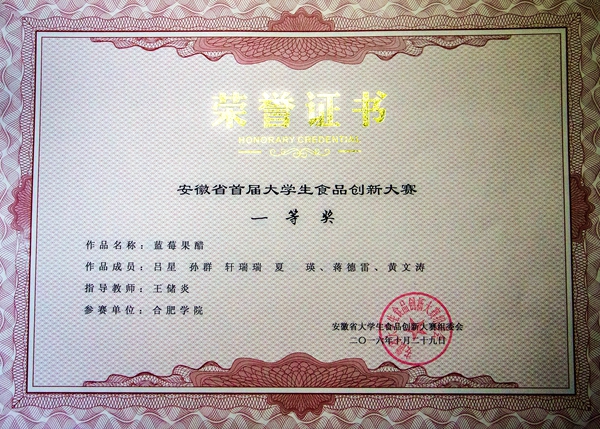 荣誉证书
HONORARY CREDENTIAL
安徽省首届大学生食品创新大赛
一等奖
作品名称：蓝莓果醋
作品成员：吕星 孙群 轩瑞瑞 夏 瑛、蒋德雷、黄文涛
指导教师：王储炎
参赛单位：合肥学院
安徽省大学生食品创新大赛组委会
二〇一六年十月二十九日